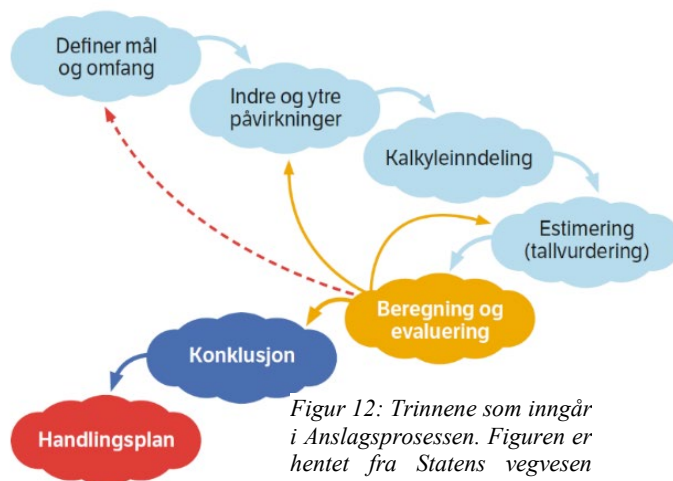 Definer mål
og omfang
Indre og ytre
påvirkninger
Kalkyleinndeling
Estimering
(tallvurdering)
Beregning og
evaluering
Konklusjon
Handlingsplan
Figur 12: Trinnene som inngår
i Anslagsprosessen. Figuren er
hentet fra Statens vegvesen